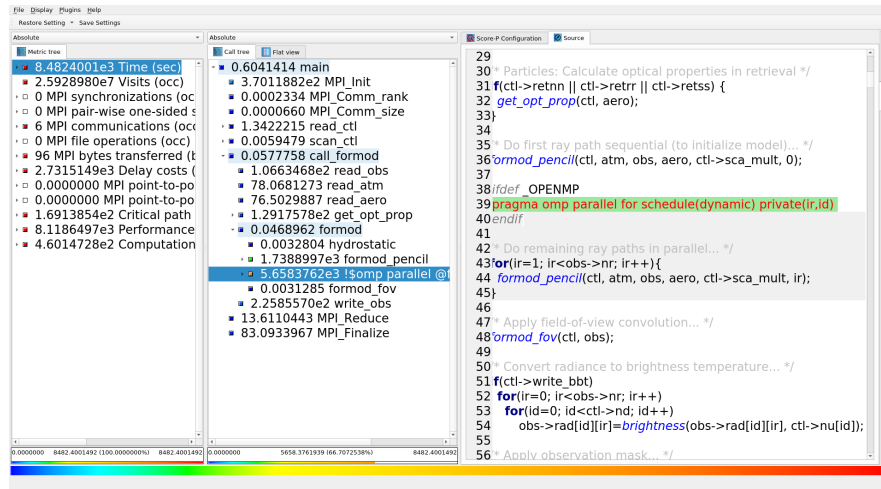 File Display Plugins Help
Restore Setting Save Settings
Absolute
Metric tree
8.4824001e3 Time (sec)
2.5928980e7 Visits (occ)
0 MPI synchronizations (oc
0 MPI pair-wise one-sided s
6 MPI communications (occ
0 MPI file operations (occ)
96 MPI bytes transferred (b
2.7315149e3 Delay costs (
0.0000000 MPI point-to-po
0.0000000 MPI point-to-po
1.6913854e2 Critical path
8.1186497e3 Performance
4.6014728e2 Computation
0.0000000 8482.4001492 (100.0000000%) 8482.4001492
Absolute
Call tree Flat view
0.6041414 main
3.7011882e2 MPI_Init
0.0002334 MPI_Comm_rank
0.0000660 MPI_Comm_size
1.3422215 read_ctl
0.0059479 scan_ctl
0.0577758 call_formod
1.0663468e2 read_obs
78.0681273 read_atm
76.5029887 read_aero
1.2917578e2 get_opt_prop
0.0468962 formod
0.0032804 hydrostatic
1.7388997e3 formod_pencil
5.6583762e3 !$omp parallel @f
0.0031285 formod_fov
2.2585570e2 write_obs
13.6110443 MPI_Reduce
83.0933967 MPI_Finalize
0.0000000 5658.3761939 (66.7072538%) 8482.4001492
Score-P Configuration Source
29
30 * Particles: Calculate optical properties in retrieval */
31 f(ctl->retnn || ctl->retrr || ctl->retss) {
32 get_opt_prop(ctl, aero);
33 }
34
35 * Do first ray path sequential (to initialize model)... */
36 formod_pencil(ctl, atm, obs, aero, ctl->sca_mult, 0);
37
38 ifdef _OPENMP
39 pragma omp parallel for schedule(dynamic) private(ir,id)
40 endif
41
42 * Do remaining ray paths in parallel... */
43 for(ir=1; ir<obs->nr; ir++){
44 formod_pencil(ctl, atm, obs, aero, ctl->sca_mult, ir);
45 }
46
47 * Apply field-of-view convolution... */
48 formod_fov(ctl, obs);
49
50 * Convert radiance to brightness temperature... */
51 f(ctl->write_bbt)
52 for(ir=0; ir<obs->nr; ir++)
53 for(id=0; id<ctl->nd; id++)
54 obs->rad[id][ir]=brightness(obs->rad[id][ir], ctl->nu[id]);
55
56 * Apply observation mask... */